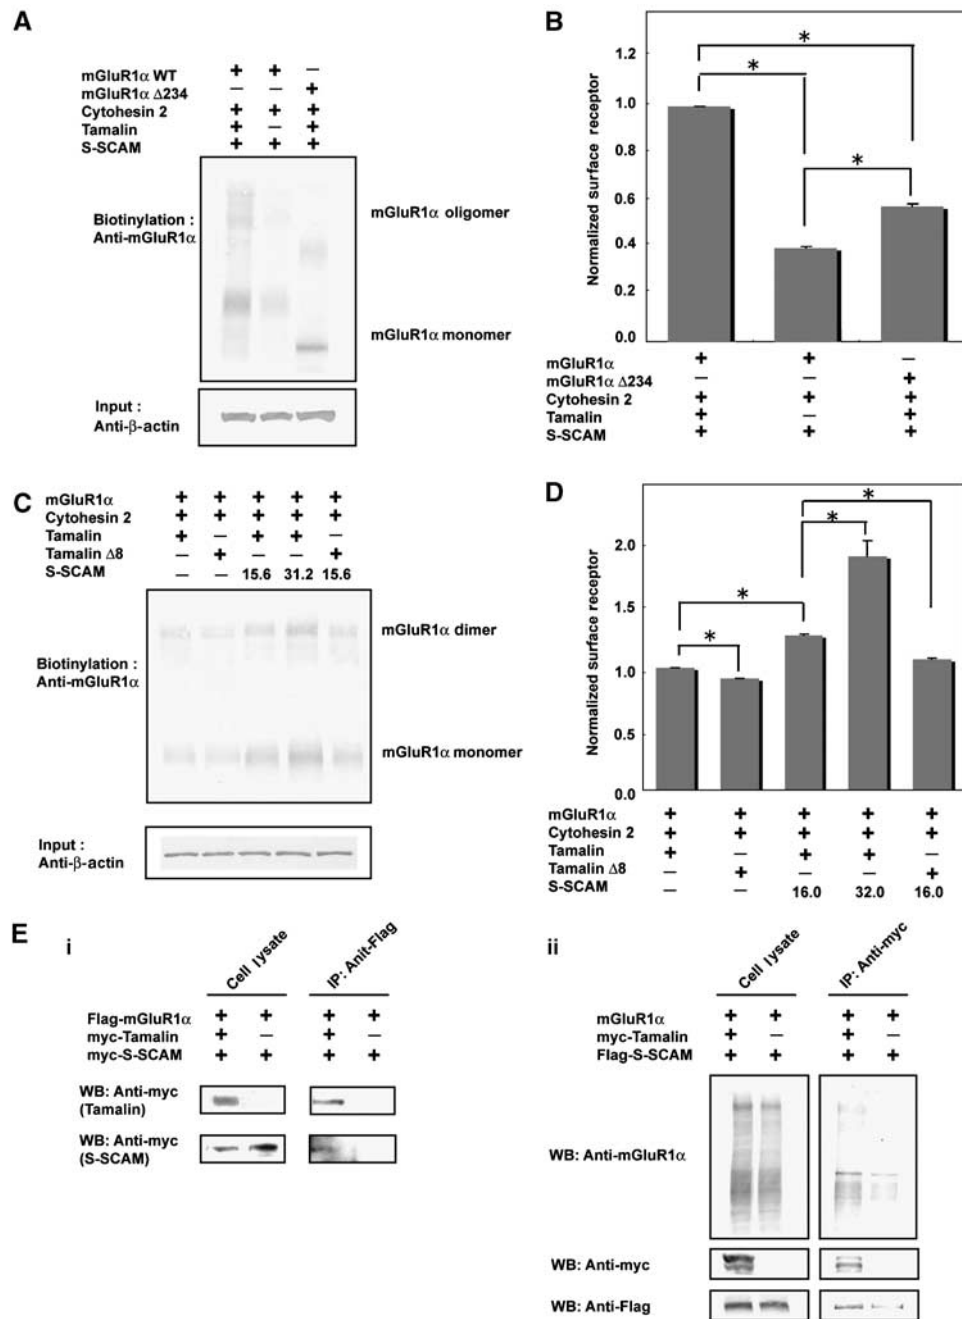 A
mGluR1α WT + + —
mGluR1α Δ234 — — +
Cytohesin 2 + + +
Tamalin + — +
S-SCAM + + +
Biotinylation :
Anti-mGluR1α
mGluR1α oligomer
mGluR1α monomer
Input :
Anti-β-actin
B
Normalized surface receptor
1.2
1.0
0.8
0.6
0.4
0.2
0.0
* * *
mGluR1α + + —
mGluR1α Δ234 — — +
Cytohesin 2 + + +
Tamalin + — +
S-SCAM + + +
C
mGluR1α + + + + +
Cytohesin 2 + + + + +
Tamalin + — + + —
Tamalin Δ8 — + — — +
S-SCAM — — 15.6 31.2 15.6
Biotinylation :
Anti-mGluR1α
mGluR1α dimer
mGluR1α monomer
Input :
Anti-β-actin
D
Normalized surface receptor
2.0
1.5
1.0
0.5
0.0
* * * *
mGluR1α + + + + +
Cytohesin 2 + + + + +
Tamalin + — + + —
Tamalin Δ8 — + — — +
S-SCAM — — 16.0 32.0 16.0
E
i
Cell lysate
IP: Anit-Flag
Flag-mGluR1α + + + +
myc-Tamalin + — + —
myc-S-SCAM + + + +
WB: Anti-myc
(Tamalin)
WB: Anti-myc
(S-SCAM)
ii
Cell lysate
IP: Anti-myc
mGluR1α + + + +
myc-Tamalin + — + —
Flag-S-SCAM + + + +
WB: Anti-mGluR1α
WB: Anti-myc
WB: Anti-Flag